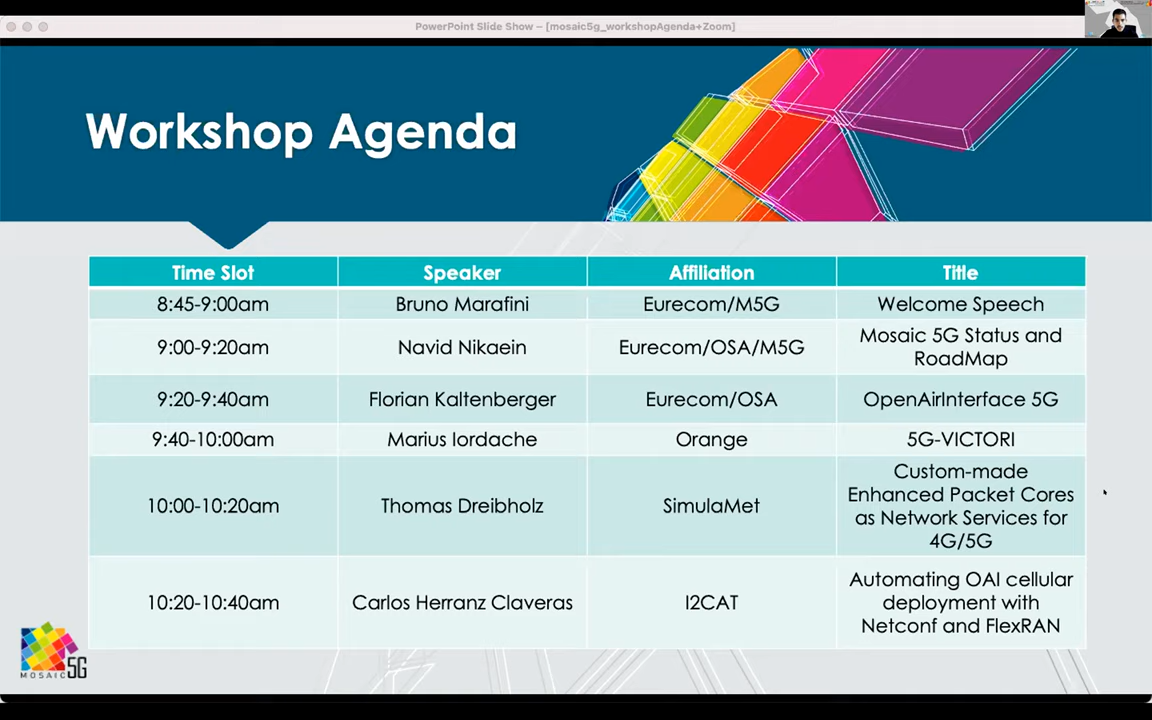 PowerPoint Slide Show – [mosaic5g_workshopAgenda+Zoom]
Workshop Agenda
Time Slot Speaker Affiliation Title
8:45-9:00am Bruno Marafini Eurecom/M5G Welcome Speech
9:00-9:20am Navid Nikaein Eurecom/OSA/M5G Mosaic 5G Status and
RoadMap
9:20-9:40am Florian Kaltenberger Eurecom/OSA OpenAirInterface 5G
9:40-10:00am Marius Iordache Orange 5G-VICTORI
10:00-10:20am Thomas Dreibholz SimulaMet Custom-made
Enhanced Packet Cores
as Network Services for
4G/5G
10:20-10:40am Carlos Herranz Claveras I2CAT Automating OAI cellular
deployment with
Netconf and FlexRAN
MOSAIC5G